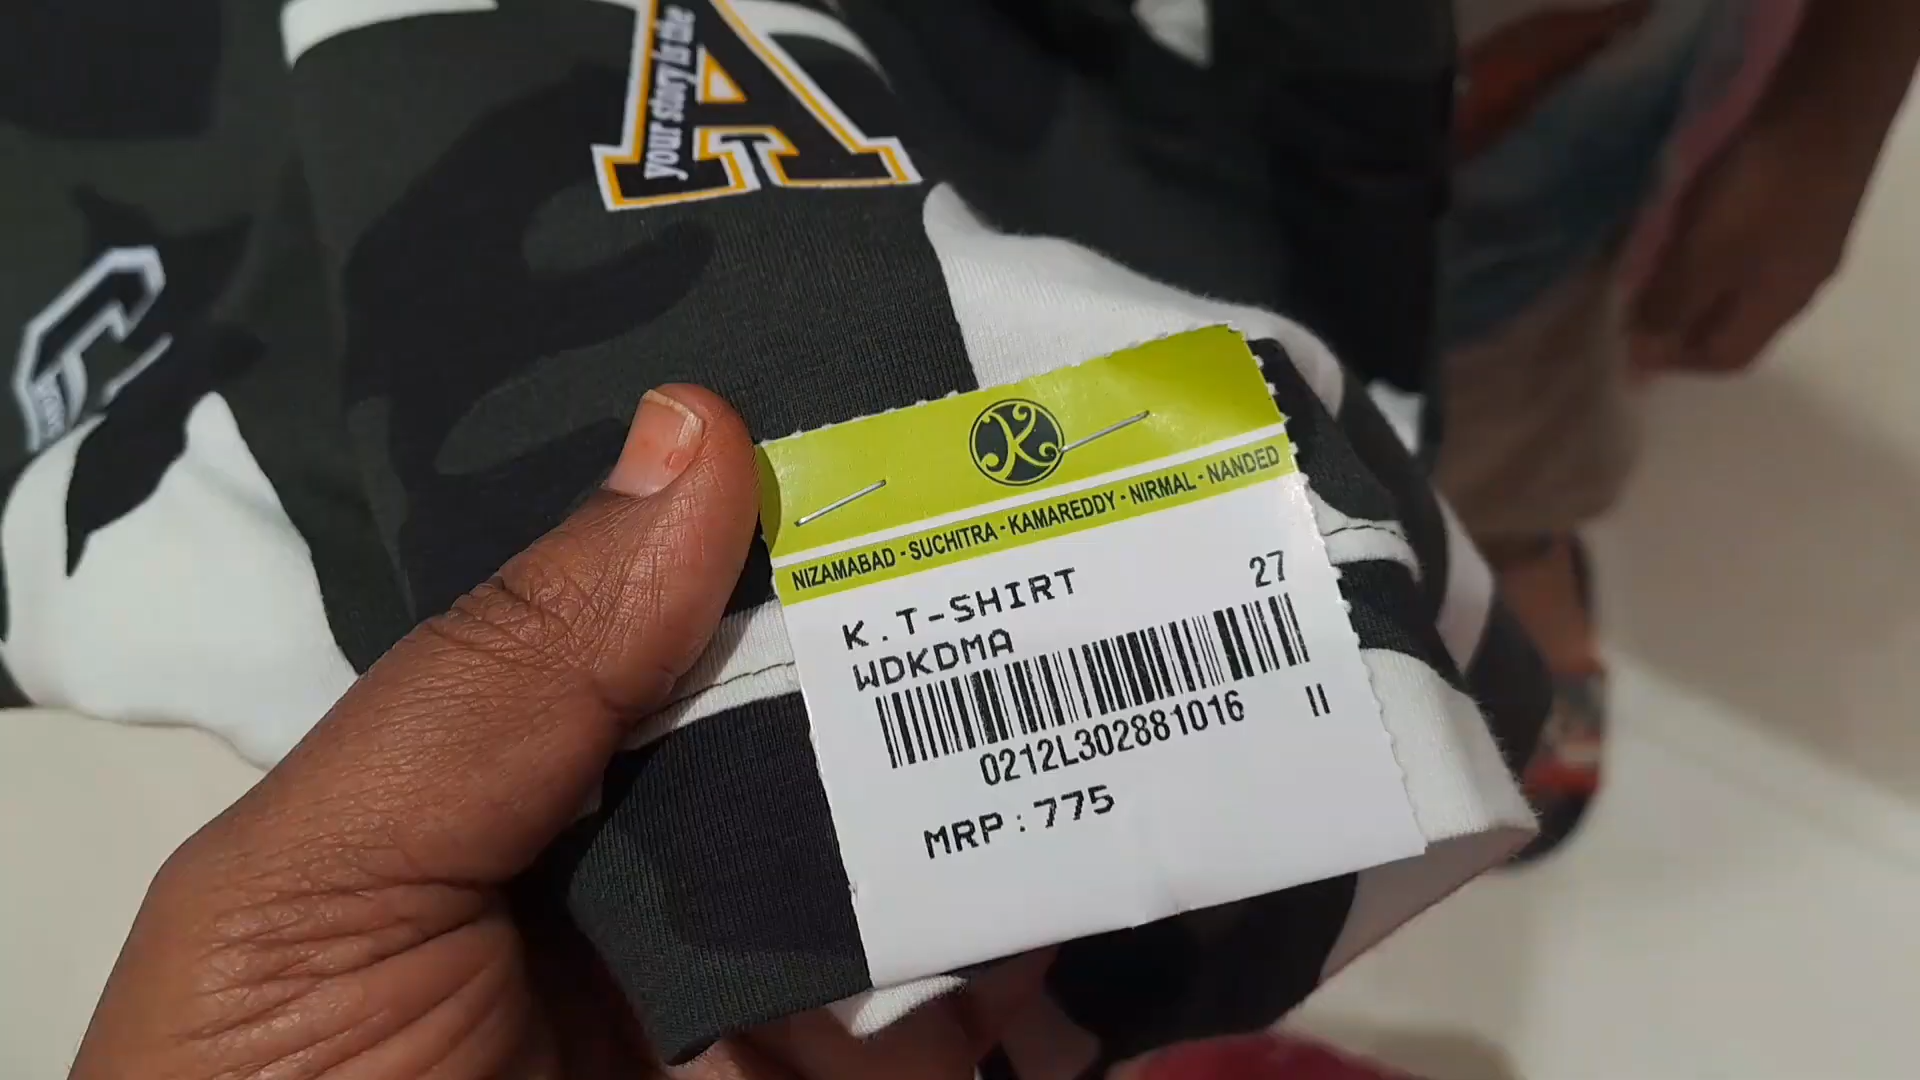 your story is the
A
K
NIZAMABAD - SUCHITRA - KAMAREDDY - NIRMAL - NANDED
K.T-SHIRT 27
WDKDMA
0212L302881016 II
MRP:775